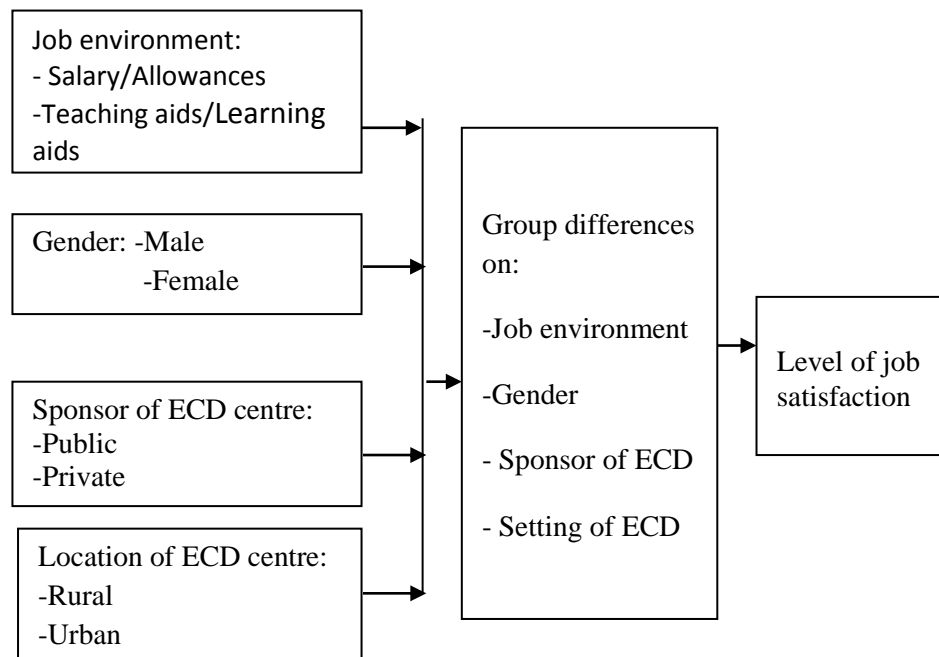 Job environment:
- Salary/Allowances
-Teaching aids/Learning
aids
Gender: -Male
-Female
Sponsor of ECD centre:
-Public
-Private
Location of ECD centre:
-Rural
-Urban
Group differences
on:
-Job environment
-Gender
- Sponsor of ECD
- Setting of ECD
Level of job
satisfaction